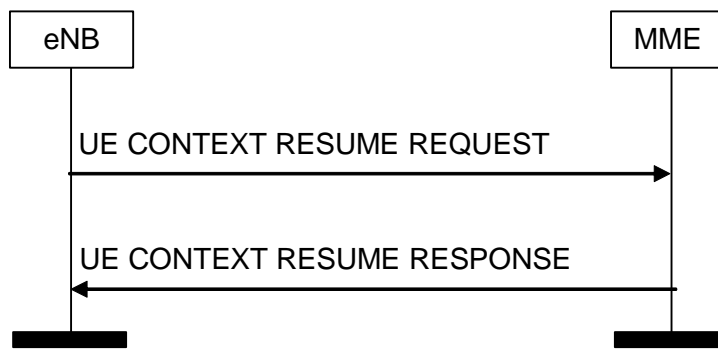 eNB
MME
UE CONTEXT RESUME REQUEST
UE CONTEXT RESUME RESPONSE